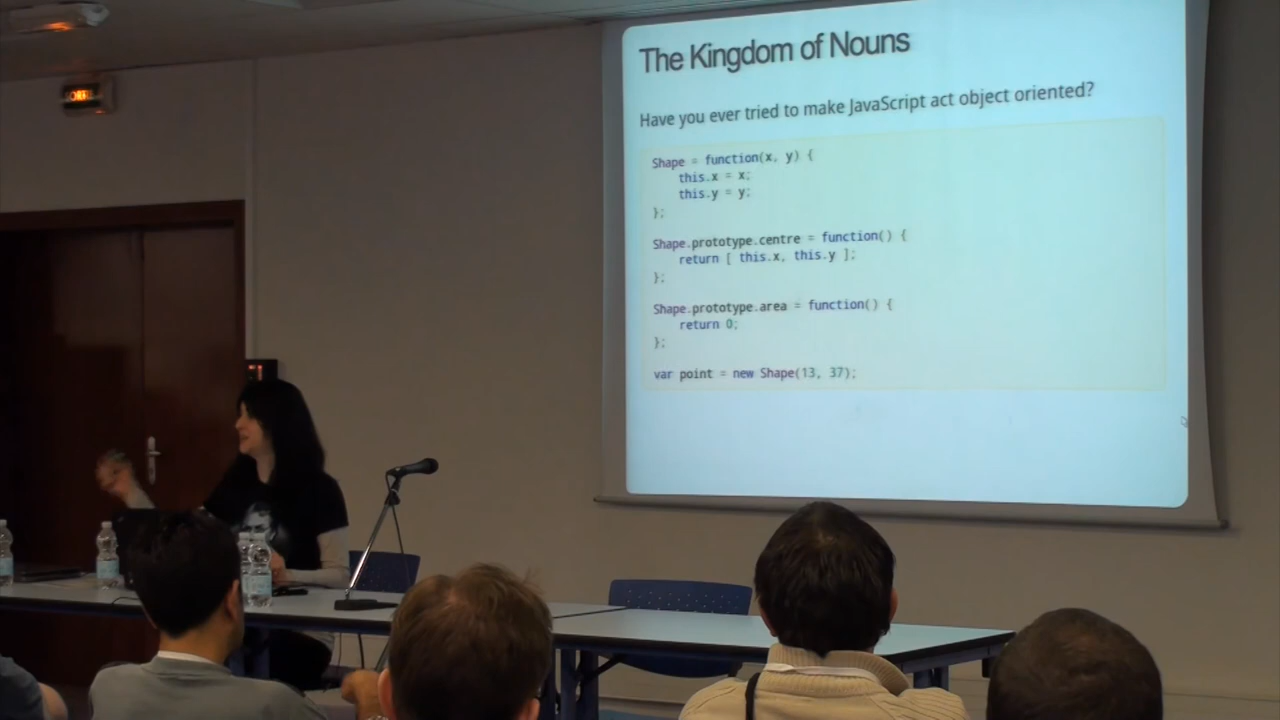 The Kingdom of Nouns
Have you ever tried to make JavaScript act object oriented?
Shape = function(x, y) {
    this.x = x;
    this.y = y;
};
Shape.prototype.centre = function() {
    return [ this.x, this.y ];
};
Shape.prototype.area = function() {
    return 0;
};
var point = new Shape(13, 37);